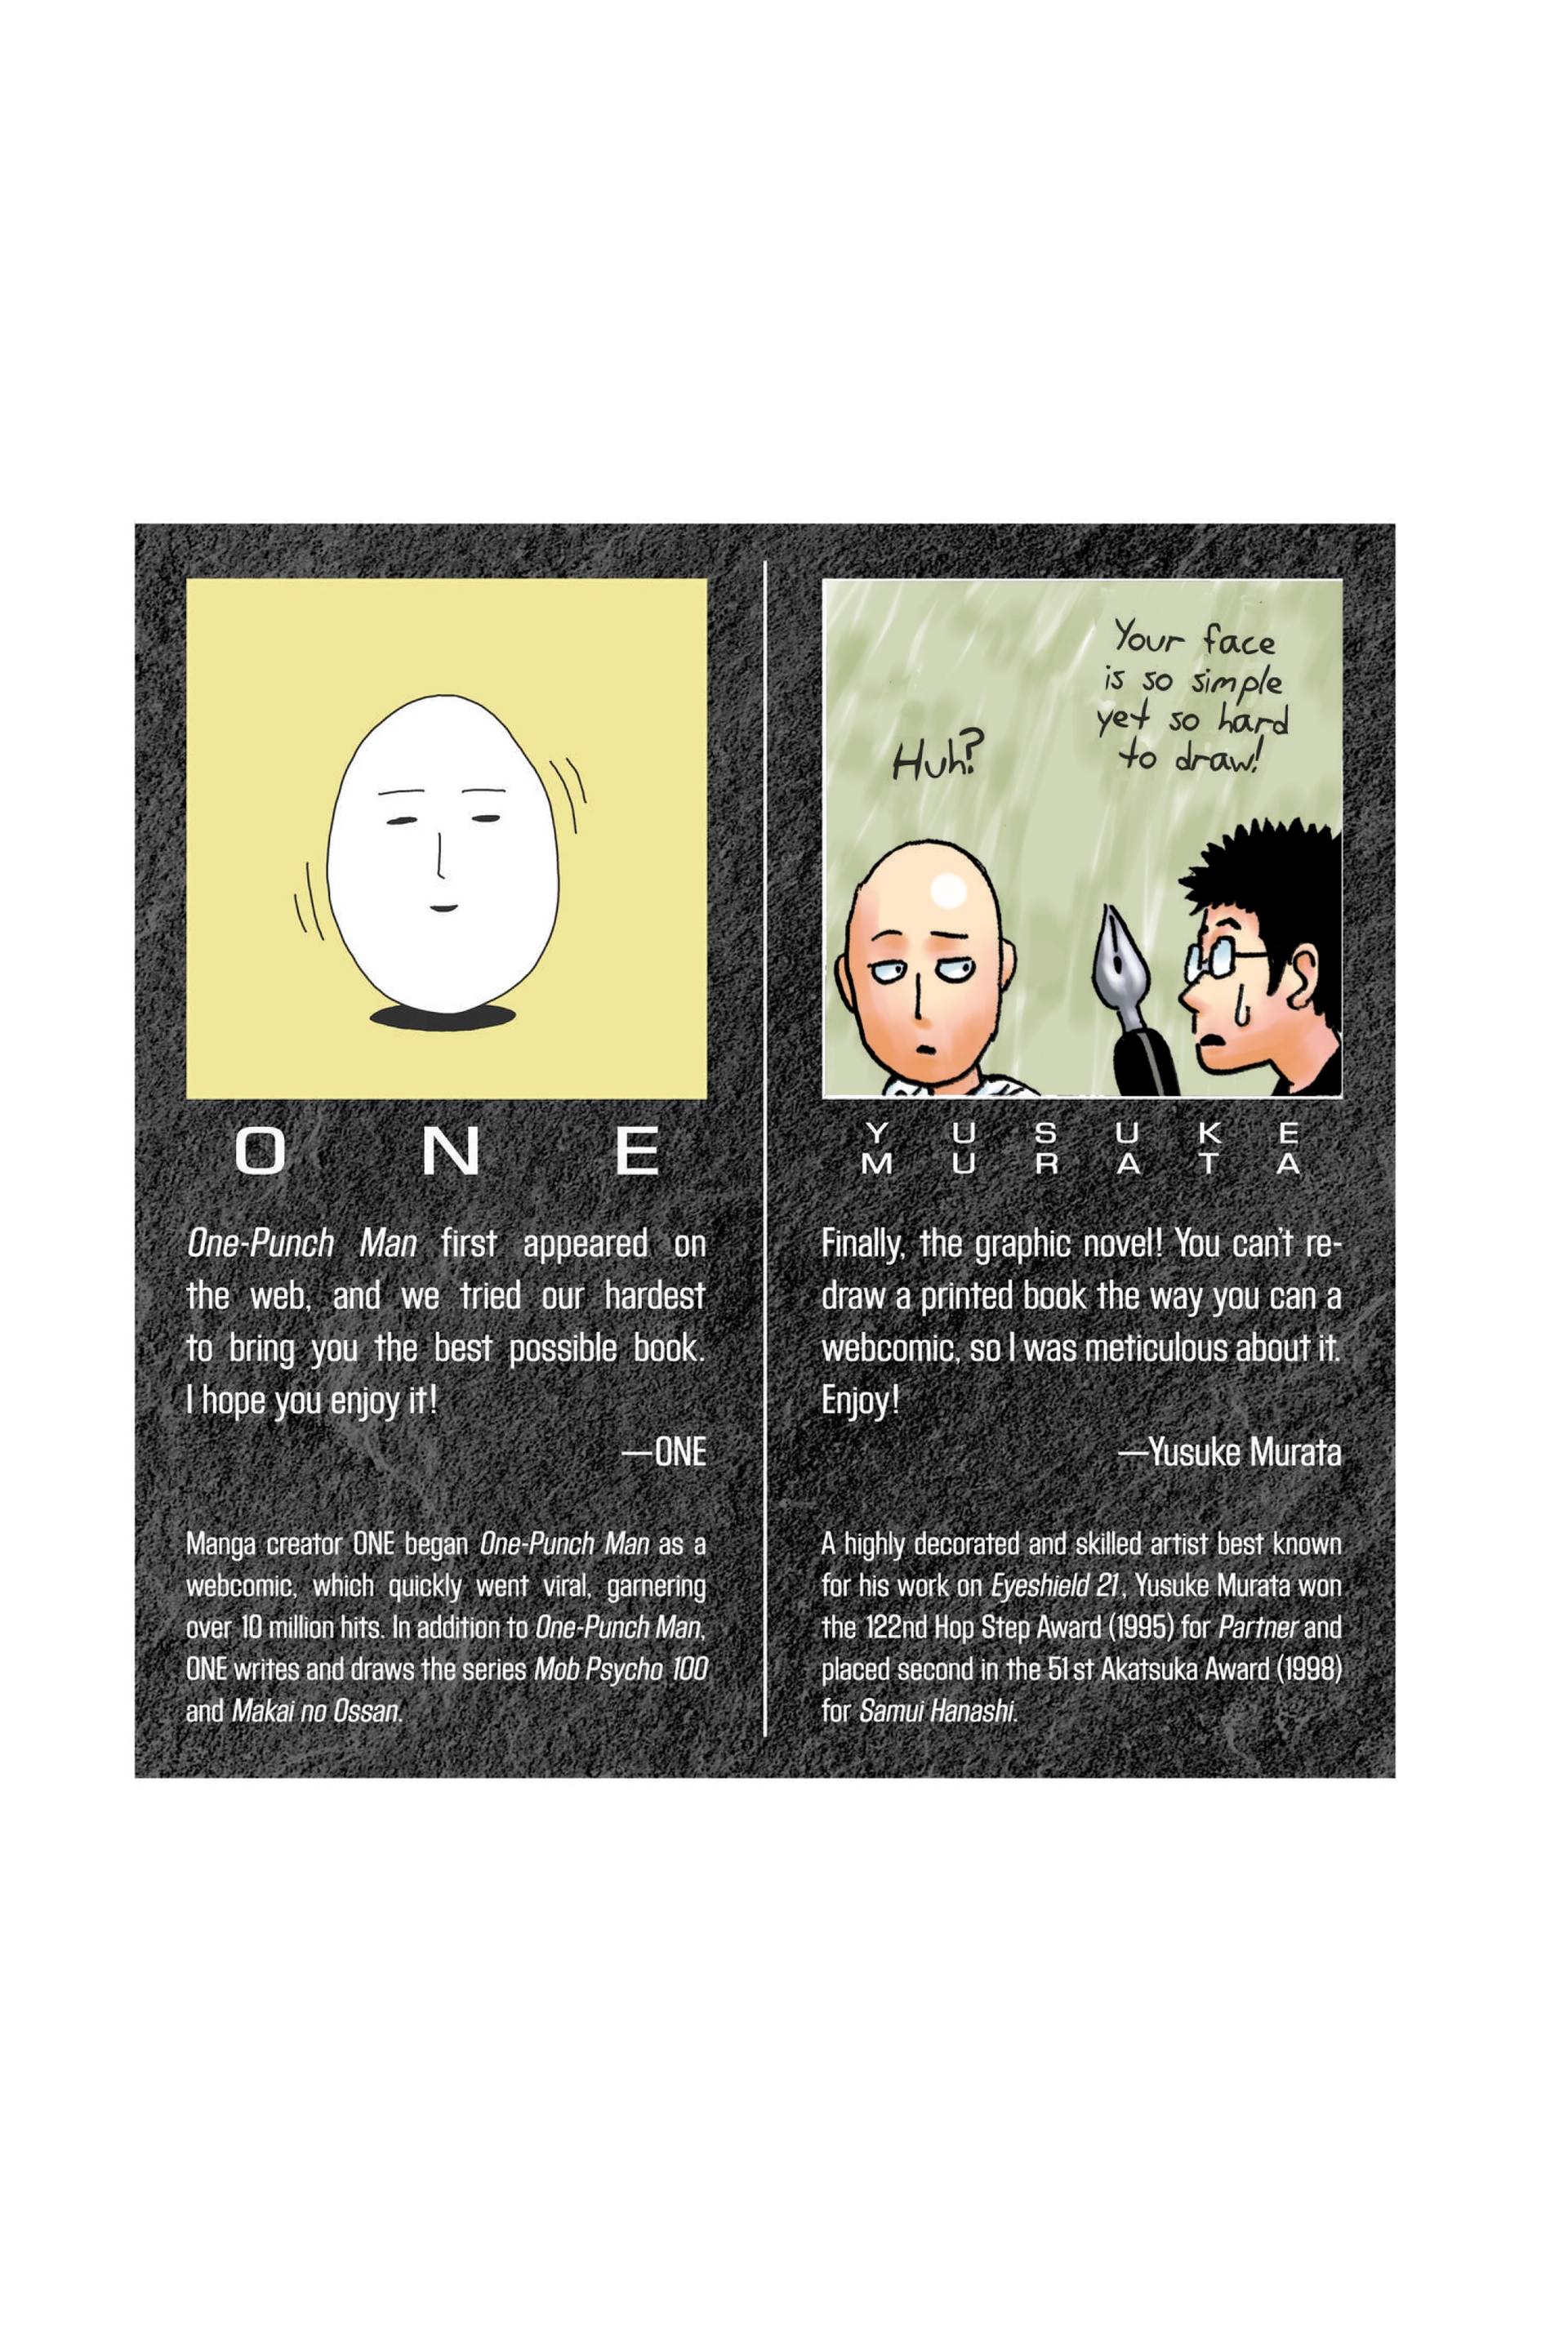 O N E
One-Punch Man first appeared on
the web, and we tried our hardest
to bring you the best possible book.
I hope you enjoy it!
—ONE
Manga creator ONE began One-Punch Man as a
webcomic, which quickly went viral, garnering
over 10 million hits. In addition to One-Punch Man,
ONE writes and draws the series Mob Psycho 100
and Makai no Ossan.
Huh?
Your face
is so simple
yet so hard
to draw!
YUSUKE
MURATA
Finally, the graphic novel! You can't re-
draw a printed book the way you can a
webcomic, so I was meticulous about it.
Enjoy!
—Yusuke Murata
A highly decorated and skilled artist best known
for his work on Eyeshield 21, Yusuke Murata won
the 122nd Hop Step Award (1995) for Partner and
placed second in the 51st Akatsuka Award (1998)
for Samui Hanashi.